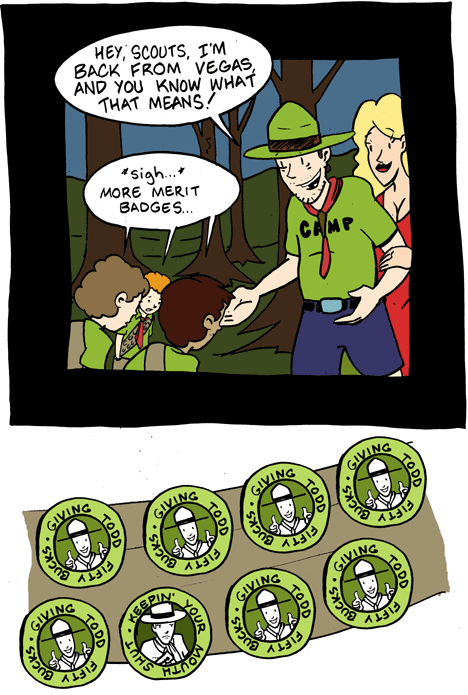 HEY, SCOUTS, I'M
BACK FROM VEGAS,
AND YOU KNOW WHAT
THAT MEANS!
*sigh...*
MORE MERIT
BADGES...
CAMP
GIVING TODD FIFTY BUCKS •
GIVING TODD FIFTY BUCKS •
GIVING TODD FIFTY BUCKS •
GIVING TODD FIFTY BUCKS •
GIVING TODD FIFTY BUCKS •
KEEPIN' YOUR MOUTH SHUT
GIVING TODD FIFTY BUCKS •
GIVING TODD FIFTY BUCKS •